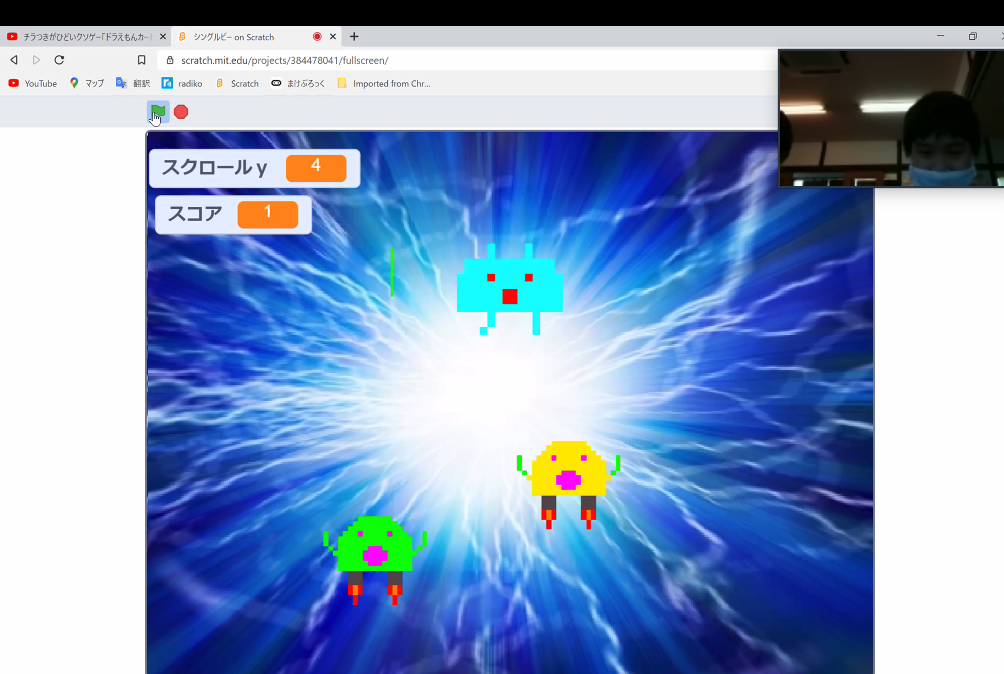 チラつきがひどいクソゲー「ドラえもんカー
シングルビー on Scratch
scratch.mit.edu/projects/384478041/fullscreen/
YouTube マップ 翻訳 radiko Scratch まけぶろっく Imported from Chr...
スクロール y 4
スコア 1